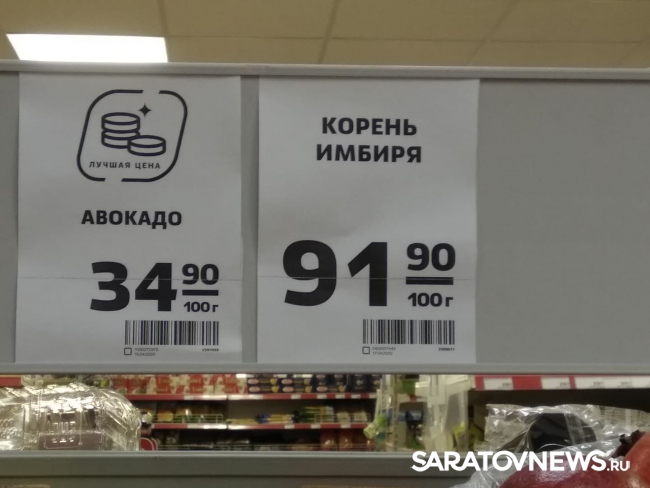 ЛУЧШАЯ ЦЕНА
АВОКАДО
34 90
100 г
КОРЕНЬ
ИМБИРЯ
91 90
100 г
SARATOVNEWS.RU